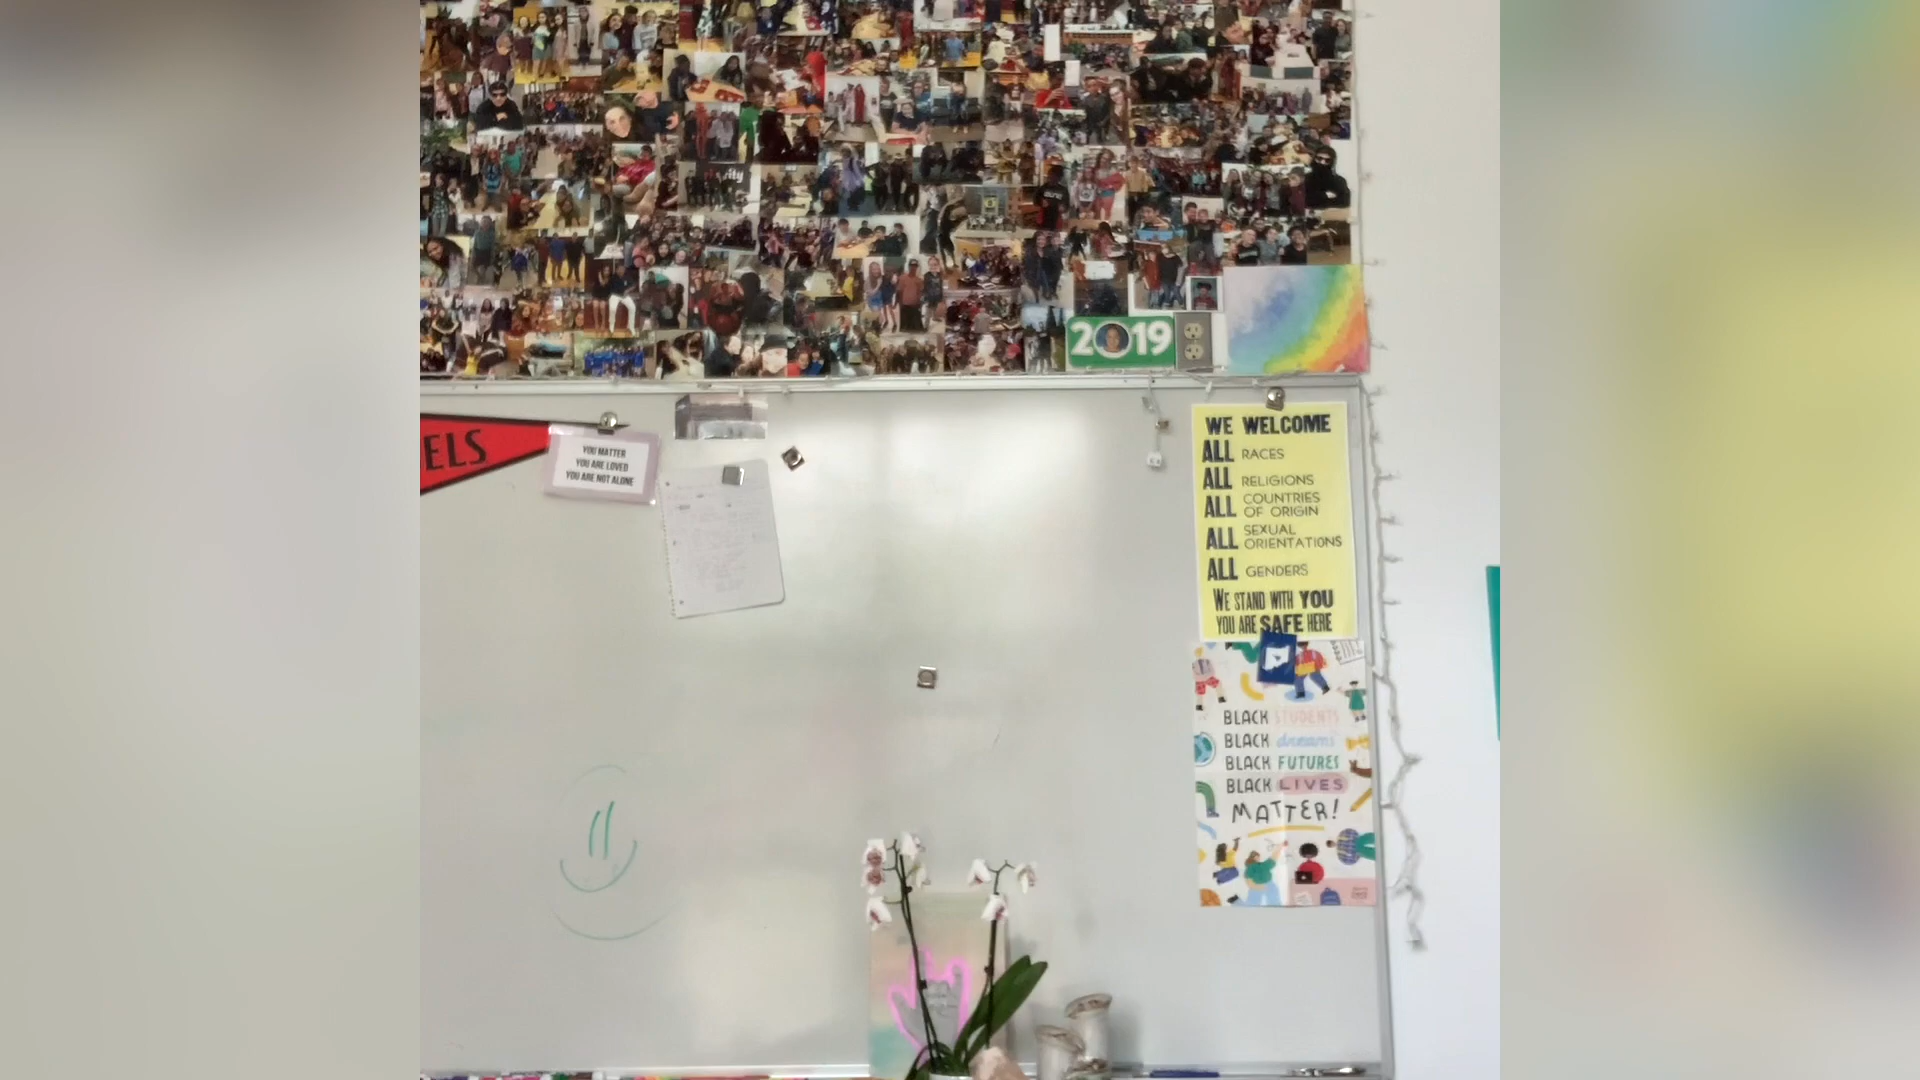 2019
ELS
YOU MATTER
YOU ARE LOVED
YOU ARE NOT ALONE
WE WELCOME
ALL RACES
ALL RELIGIONS
ALL COUNTRIES
OF ORIGIN
ALL SEXUAL
ORIENTATIONS
ALL GENDERS
WE STAND WITH YOU
YOU ARE SAFE HERE
BLACK STUDENTS
BLACK dreams
BLACK FUTURES
BLACK LIVES
MATTER!